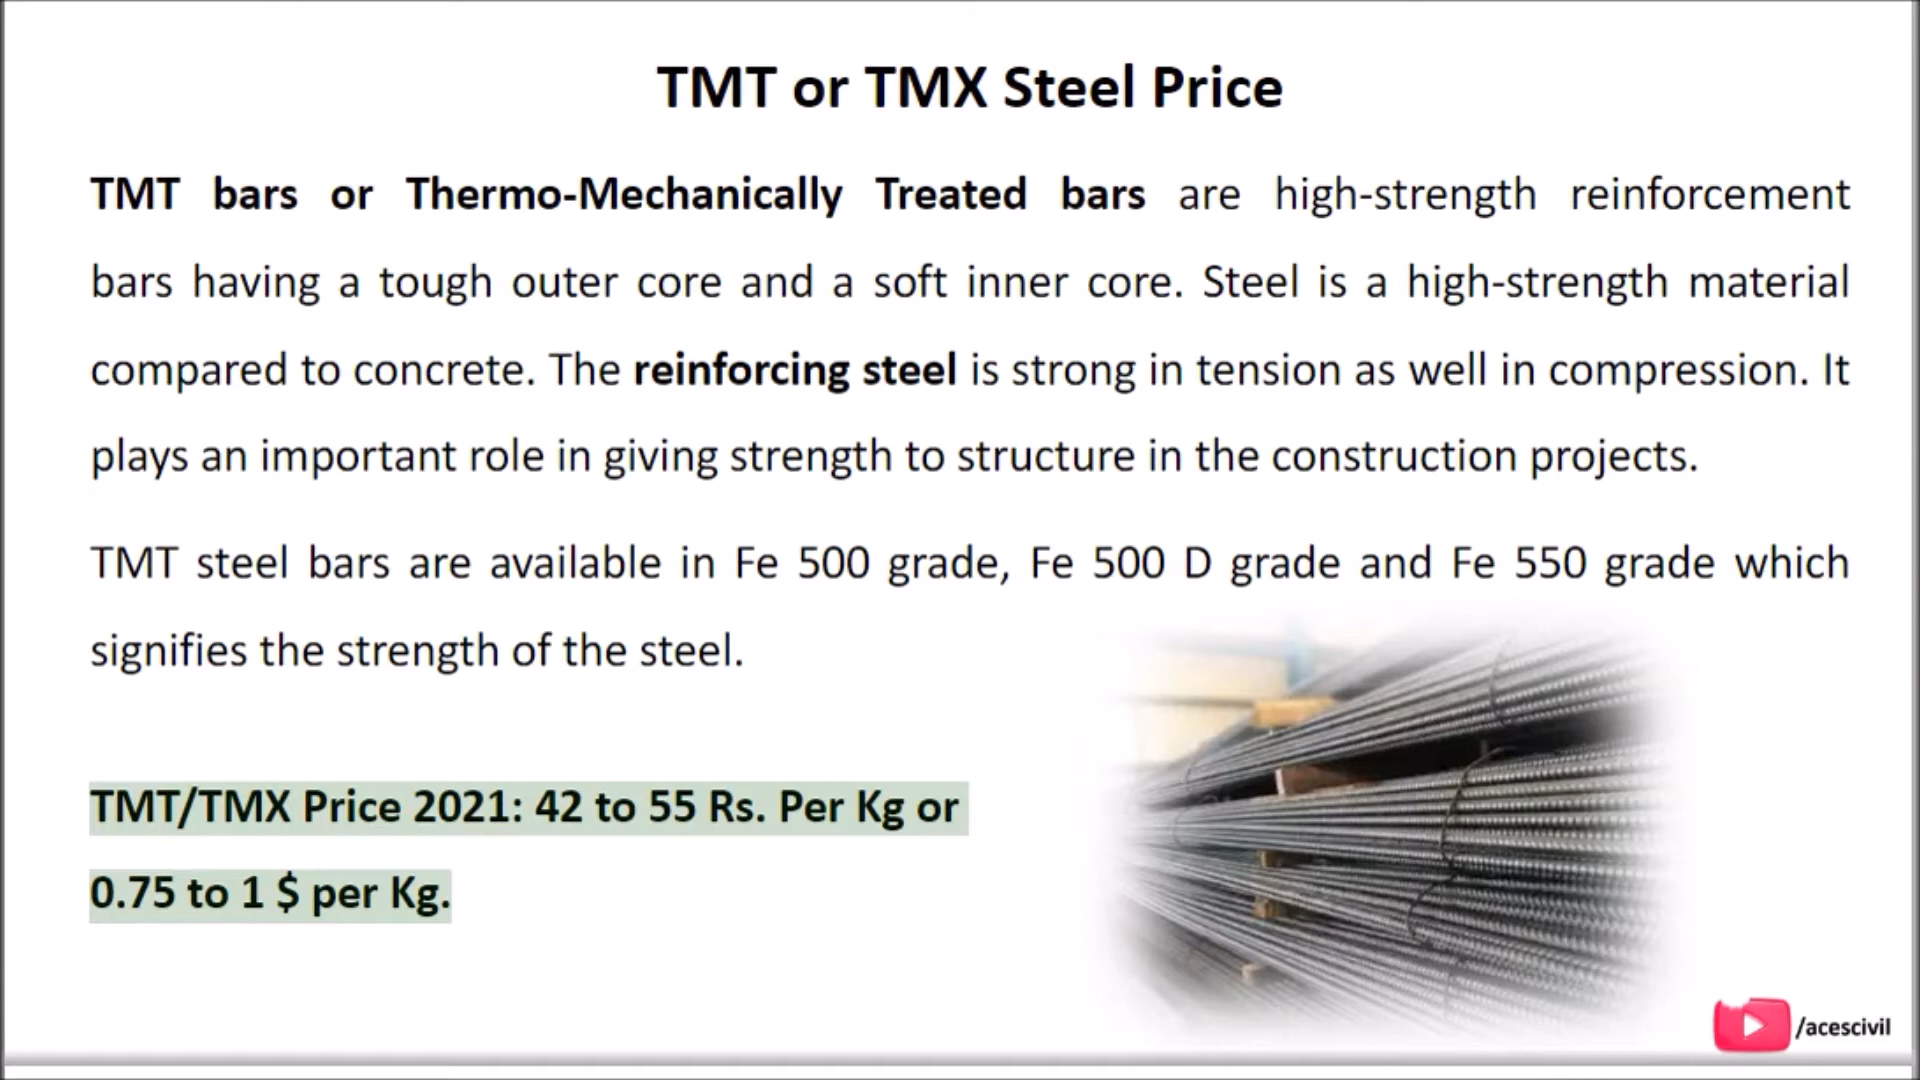 TMT or TMX Steel Price
TMT bars or Thermo-Mechanically Treated bars are high-strength reinforcement
bars having a tough outer core and a soft inner core. Steel is a high-strength material
compared to concrete. The reinforcing steel is strong in tension as well in compression. It
plays an important role in giving strength to structure in the construction projects.
TMT steel bars are available in Fe 500 grade, Fe 500 D grade and Fe 550 grade which
signifies the strength of the steel.
TMT/TMX Price 2021: 42 to 55 Rs. Per Kg or
0.75 to 1 $ per Kg.
/acescivil